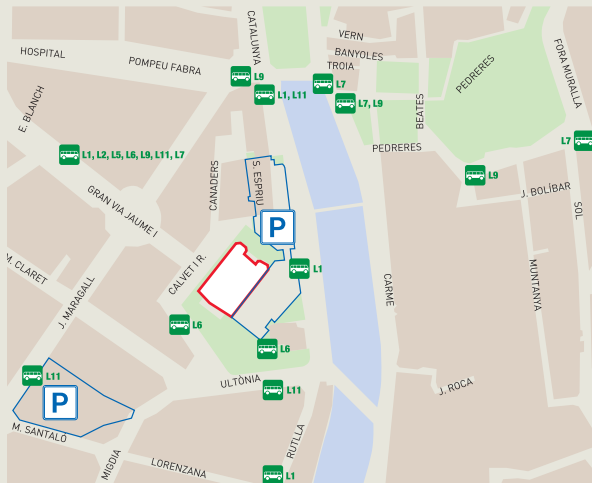 CATALUNYA
VERN
HOSPITAL
POMPEU FABRA
BANYOLES
TROIA
FORA MURALLA
PEDRERES
L9
L7
L1, L11
L7, L9
E. BLANCH
BEATES
L7
PEDRERES
L1, L2, L5, L6, L9, L11, L7
CANADERS
S. ESPRIU
L9
J. BOLÍBAR
GRAN VIA JAUME I
SOL
P
M. CLARET
CALVET I R.
L1
CARME
MUNTANYA
J. MARAGALL
L6
L6
L11
ULTÒNIA
L11
J. ROCA
P
M. SANTALÓ
RUTLLA
MIGDIA
LORENZANA
L1